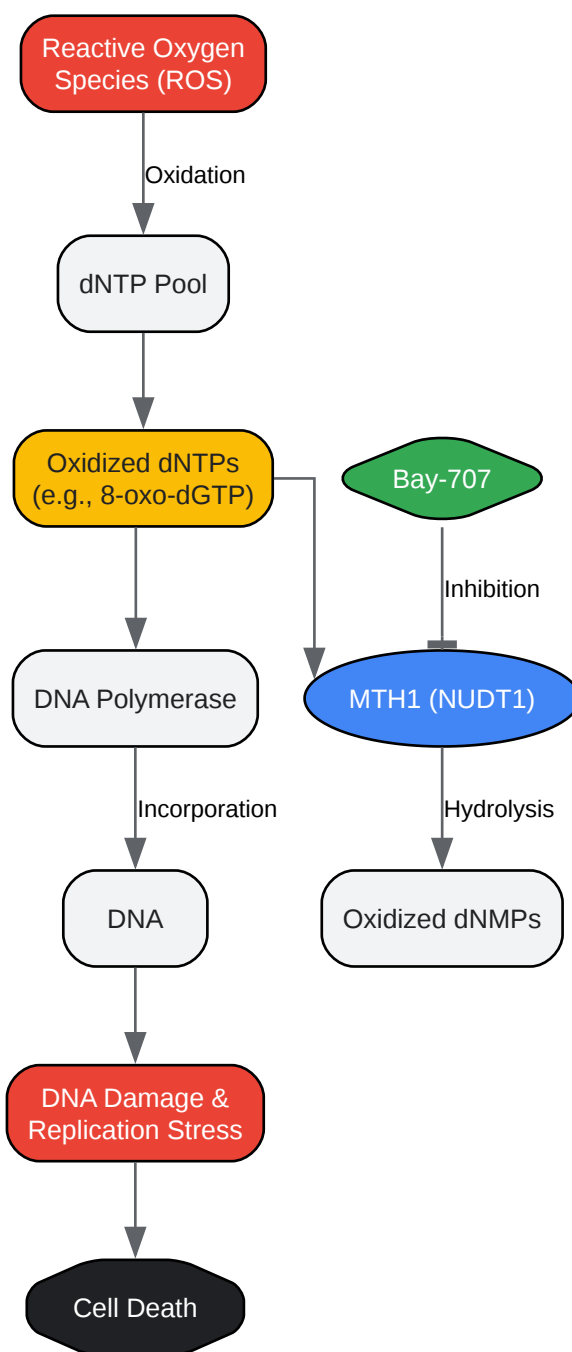 Reactive Oxygen
Species (ROS)
Oxidation
dNTP Pool
Oxidized dNTPs
(e.g., 8-oxo-dGTP)
Bay-707
Inhibition
DNA Polymerase
MTH1 (NUDT1)
Incorporation
Hydrolysis
DNA
Oxidized dNMPs
DNA Damage &
Replication Stress
Cell Death